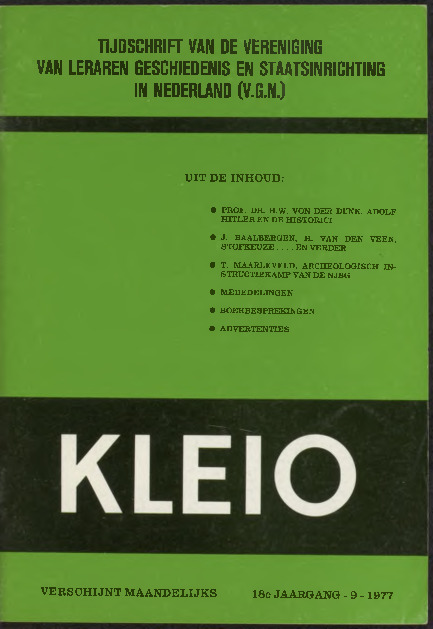 TIJDSCHRIFT VAN DE VERENIGING
VAN LERAREN GESCHIEDENIS EN STAATSINRICHTING
IN NEDERLAND (V.G.N.)
UIT DE INHOUD:
● PROF. DR. H.W. VON DER DUNK, ADOLF
HITLER EN DE HISTORICI
● J. BAALBERGEN, H. VAN DEN VEEN,
STOFKEUZE .... EN VERDER
● T. MAARLEVELD, ARCHEOLOGISCH IN-
STRUCTIEKAMP VAN DE NJBG
● MEDEDELINGEN
● BOEKBESPREKINGEN
● ADVERTENTIES
KLEIO
VERSCHIJNT MAANDELIJKS
18e JAARGANG - 9 - 1977